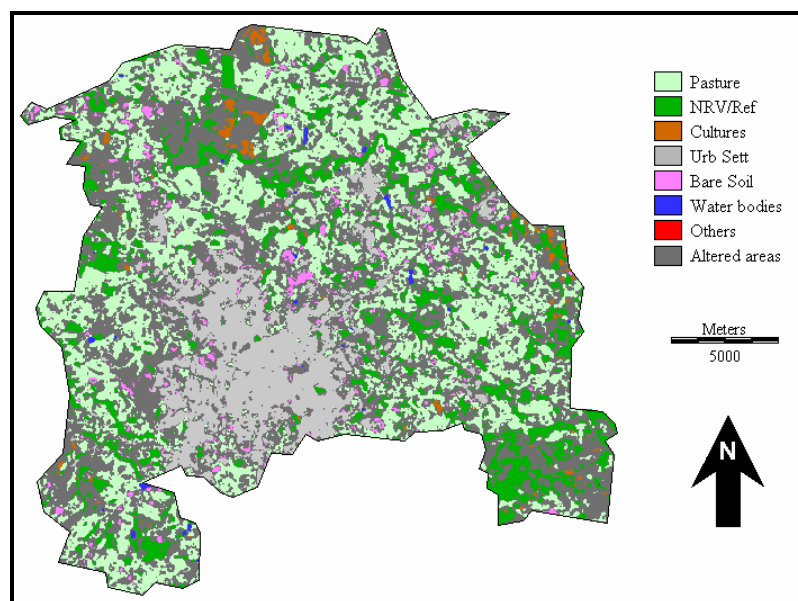 Pasture
NRV/Ref
Cultures
Urb Sett
Bare Soil
Water bodies
Others
Altered areas
Meters
5000
N